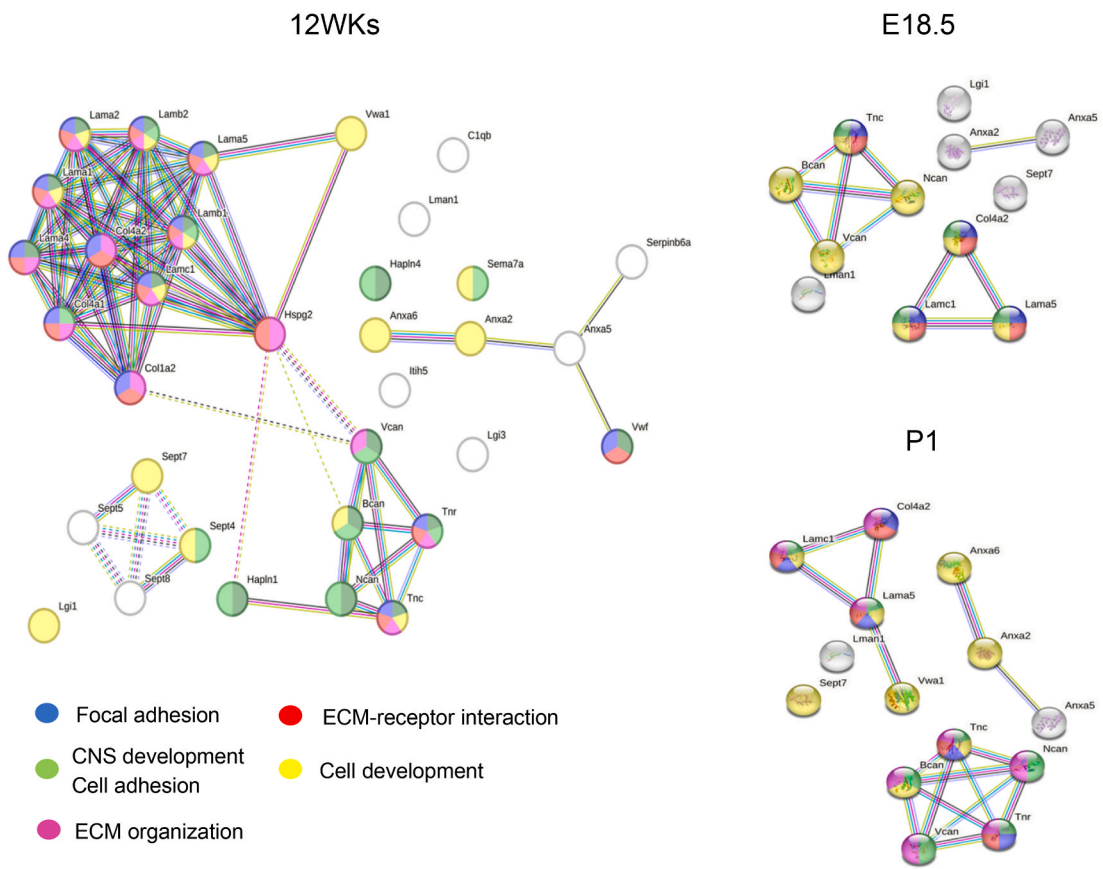 12WKs
Lama2
Lamb2
Vwa1
Lama5
C1qb
Lama1
Lman1
Lamb1
Lama4
Col4a2
Serpinb6a
Lamc1
Hapln4
Sema7a
Col4a1
Hspg2
Anxa6
Anxa2
Anxa5
Col1a2
Itih5
Vcan
Lgi3
Vwf
Sept7
Bcan
Tnr
Sept5
Sept4
Sept8
Hapln1
Ncan
Tnc
Lgi1
E18.5
Lgi1
Tnc
Anxa2
Anxa5
Bcan
Ncan
Sept7
Col4a2
Vcan
Lman1
Lamc1
Lama5
P1
Col4a2
Lamc1
Anxa6
Lama5
Lman1
Anxa2
Sept7
Vwa1
Anxa5
Tnc
Ncan
Bcan
Tnr
Vcan
Focal adhesion
ECM-receptor interaction
CNS development
Cell adhesion
Cell development
ECM organization